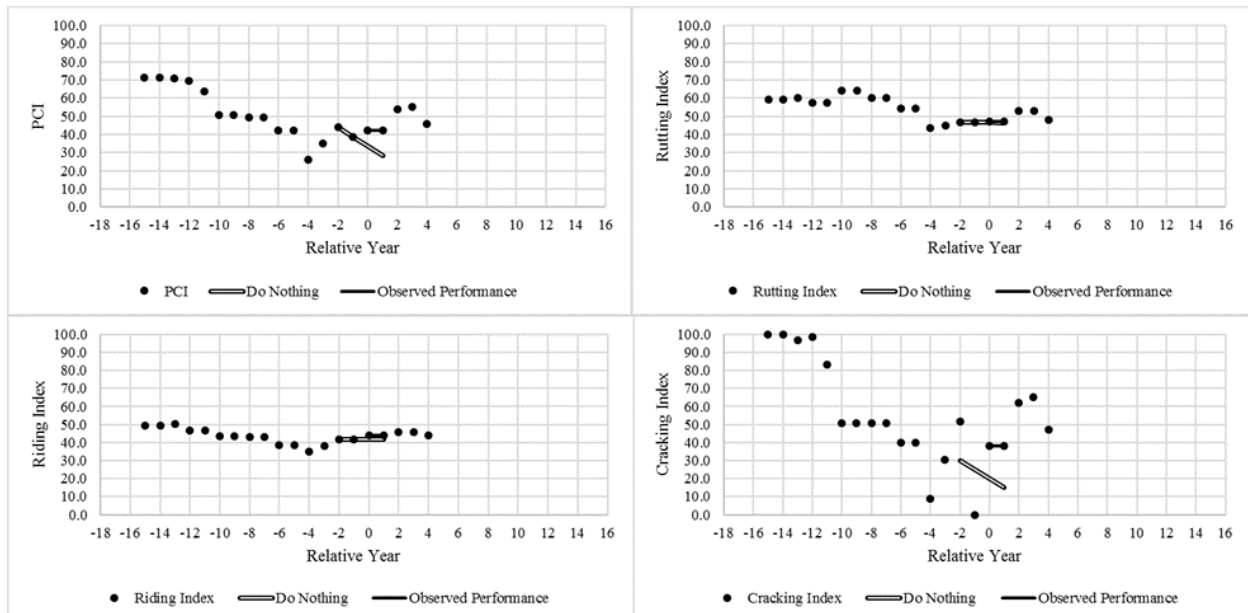 100.0
90.0
80.0
70.0
60.0
50.0
40.0
30.0
20.0
10.0
0.0
PCI
-18 -16 -14 -12 -10 -8 -6 -4 -2 0 2 4 6 8 10 12 14 16
Relative Year
PCI Do Nothing Observed Performance
100.0
90.0
80.0
70.0
60.0
50.0
40.0
30.0
20.0
10.0
0.0
Rutting Index
-18 -16 -14 -12 -10 -8 -6 -4 -2 0 2 4 6 8 10 12 14 16
Relative Year
Rutting Index Do Nothing Observed Performance
100.0
90.0
80.0
70.0
60.0
50.0
40.0
30.0
20.0
10.0
0.0
Riding Index
-18 -16 -14 -12 -10 -8 -6 -4 -2 0 2 4 6 8 10 12 14 16
Relative Year
Riding Index Do Nothing Observed Performance
100.0
90.0
80.0
70.0
60.0
50.0
40.0
30.0
20.0
10.0
0.0
Cracking Index
-18 -16 -14 -12 -10 -8 -6 -4 -2 0 2 4 6 8 10 12 14 16
Relative Year
Cracking Index Do Nothing Observed Performance